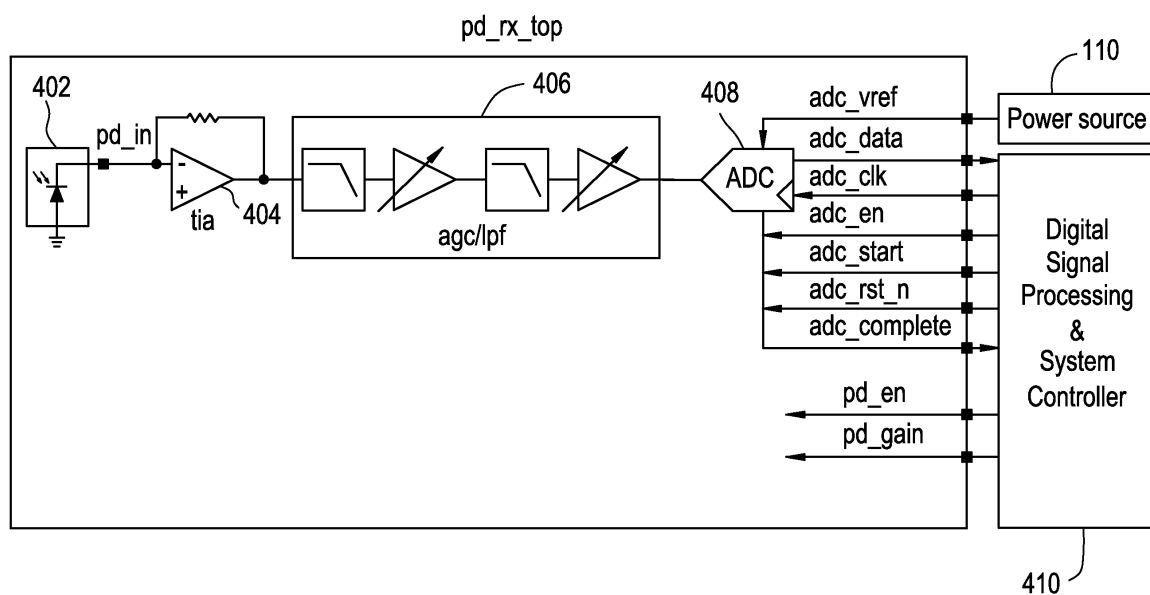 pd_rx_top
110
402
406
408
adc_vref
Power source
pd_in
-
+
404
tia
agc/lpf
ADC
adc_data
adc_clk
adc_en
adc_start
adc_rst_n
adc_complete
pd_en
pd_gain
Digital
Signal
Processing
&
System
Controller
410